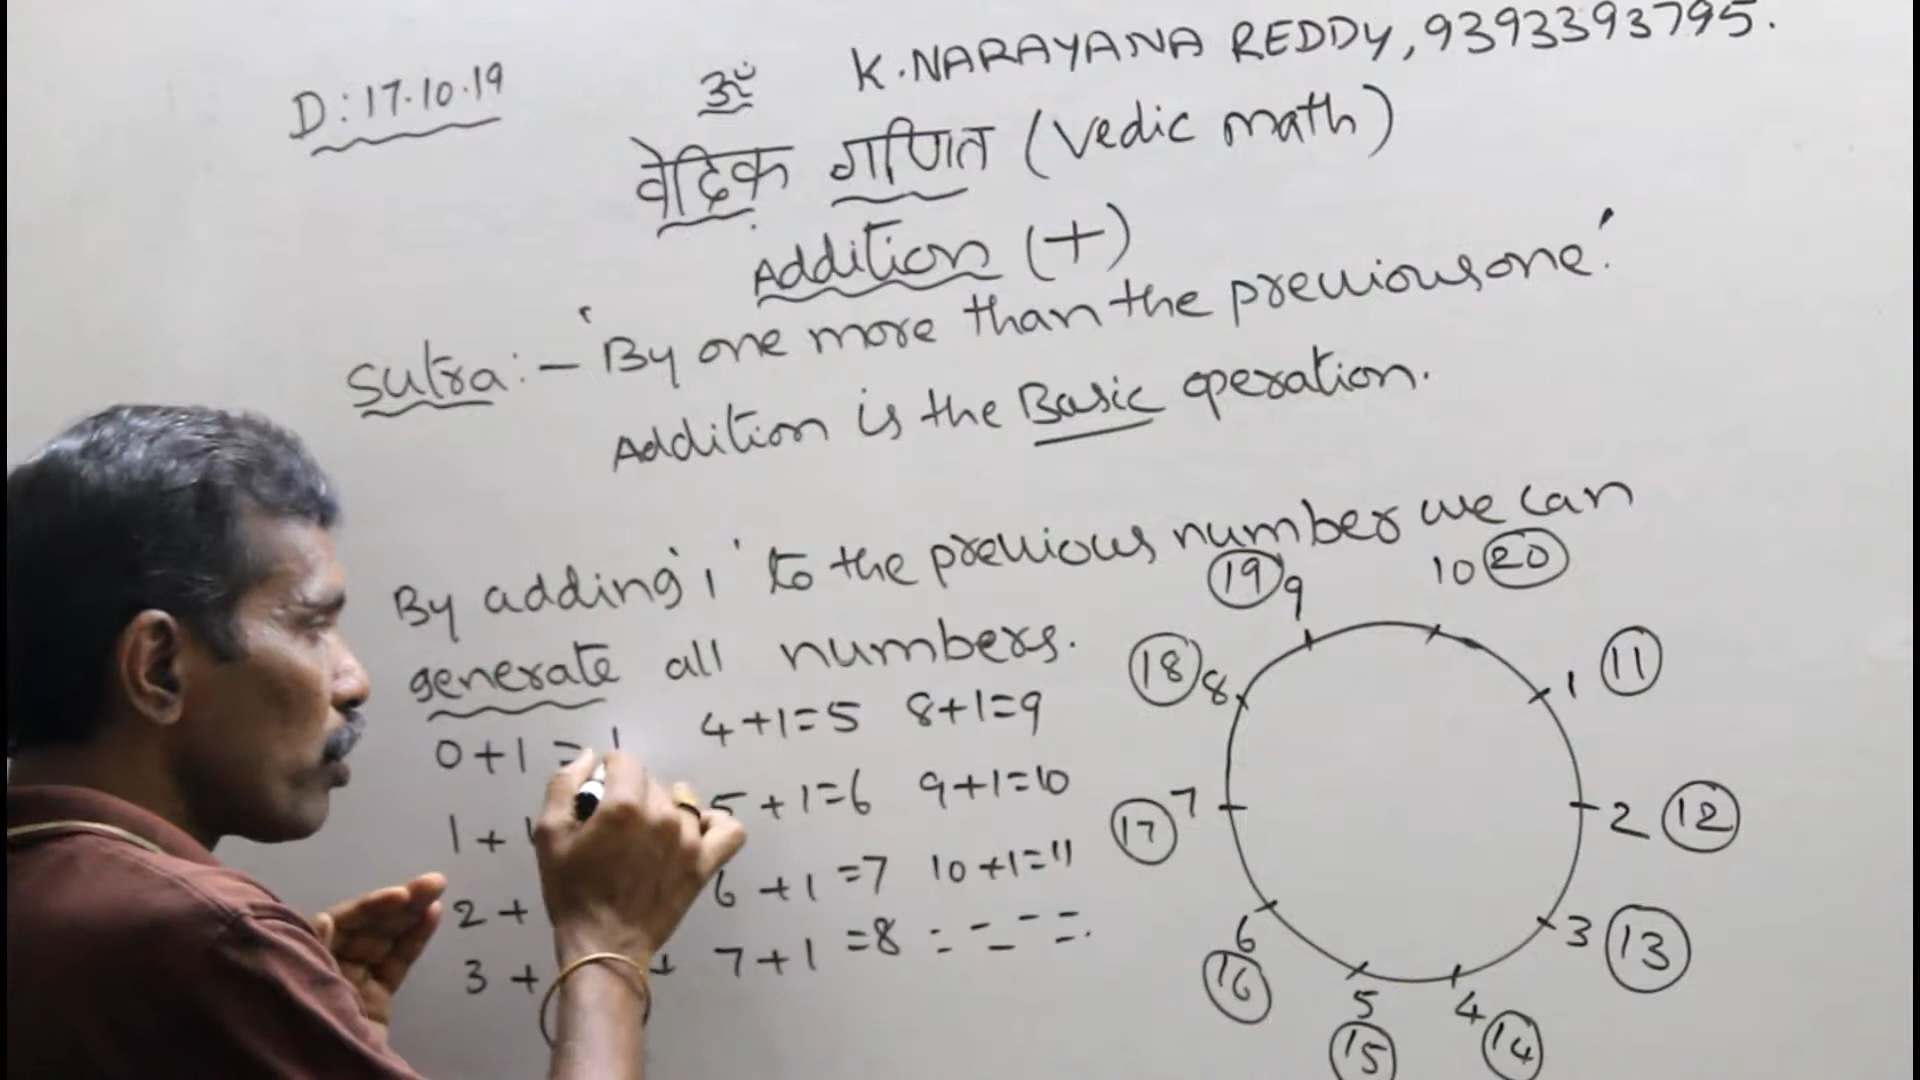 D: 17.10.19
ॐ K. NARAYANA REDDY, 9393393795.
वेदिक गणित (Vedic math)
Addition (+)
Sutra:- 'By one more than the previous one'.
Addition is the Basic operation.
By adding '1' to the previous number we can
generate all numbers.
0+1=1 4+1=5 8+1=9
1+ 5+1=6 9+1=10
2+ 6+1=7 10+1=11
3+ 7+1=8
19 9 10 20
18 8 1 11
17 7 2 12
6 3 13
16 5 4
15 14